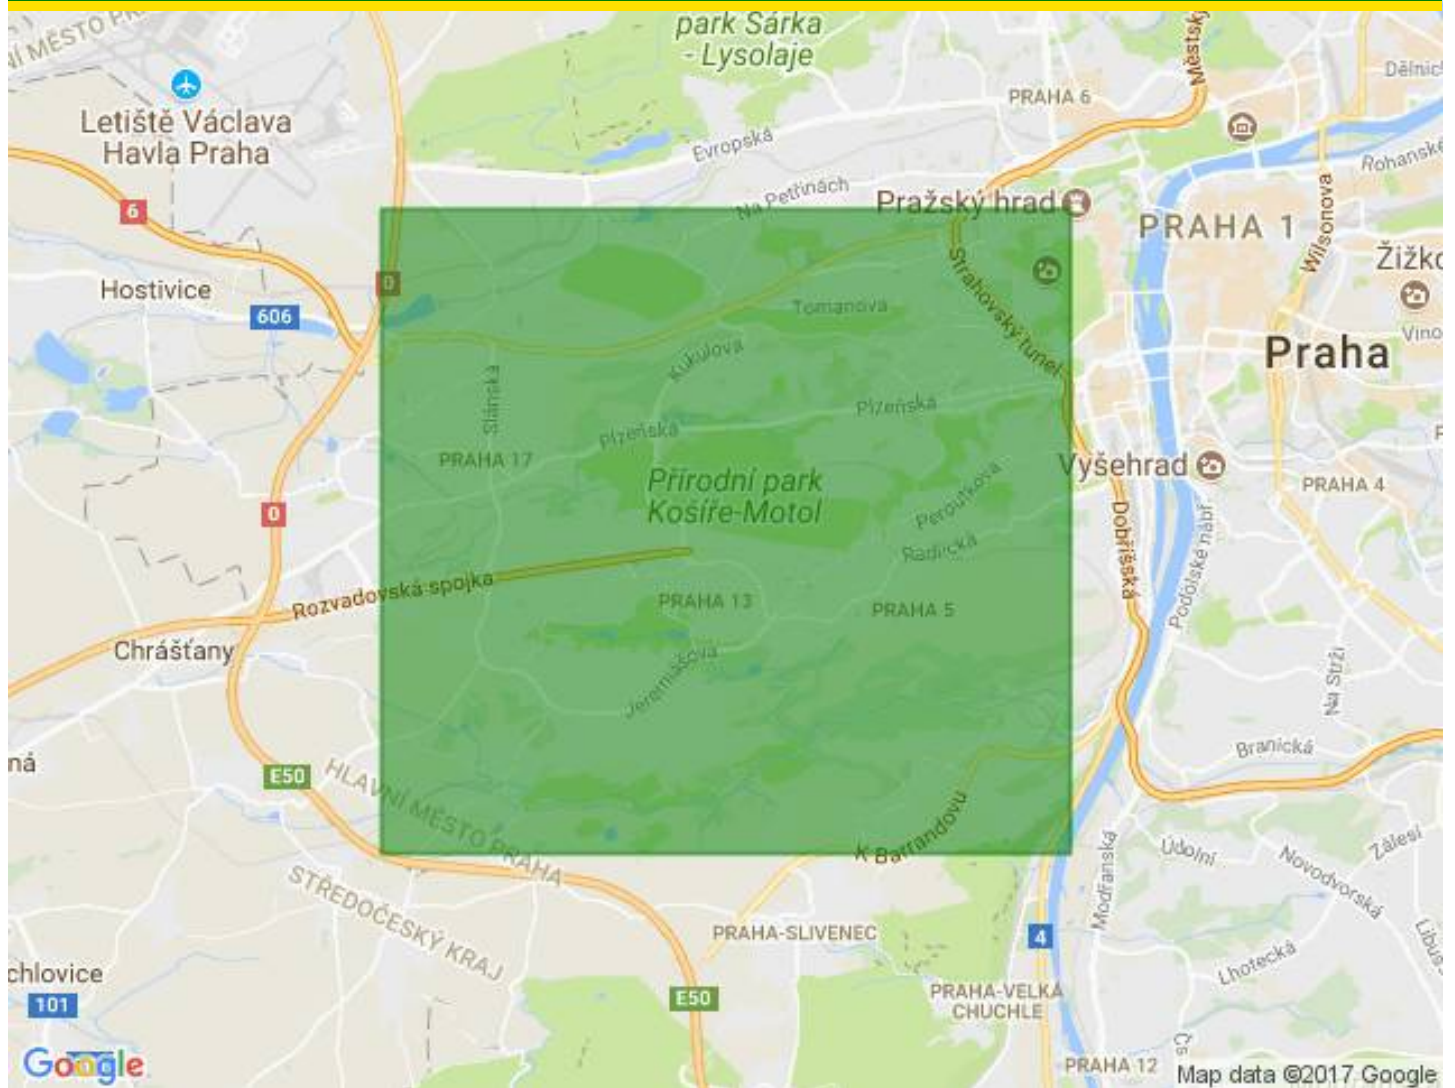 NÍ MĚSTO PR
park Šárka
- Lysolaje
Městsk
Dělnic
PRAHA 6
Letiště Václava
Havla Praha
Evropská
Rohanské
Na Petřinách
Pražský hrad
6
PRAHA 1
Wilsonova
Žižko
0
Hostivice
606
Strahovský tunel
Tomanova
Vino
Kukulova
Praha
Slánská
Plzeňská
Plzeňská
PRAHA 17
Vyšehrad
Přírodní park
Košíře-Motol
PRAHA 4
Peroutkova
0
Radlická
Dobříšská
Podolské nábř
Rozvadovská spojka
PRAHA 13
PRAHA 5
Chrášťany
Jeremiášova
Na Strži
Branická
ná
E50
HLAVNÍ MĚSTO PRAHA
K Barrandovu
Údolní
Zálesí
Novodvorská
Modřanská
STŘEDOČESKÝ KRAJ
PRAHA-SLIVENEC
4
Libuš
Lhotecká
chlovice
101
E50
PRAHA-VELKÁ
CHUCHLE
Čs
Google
PRAHA 12
Map data ©2017 Google